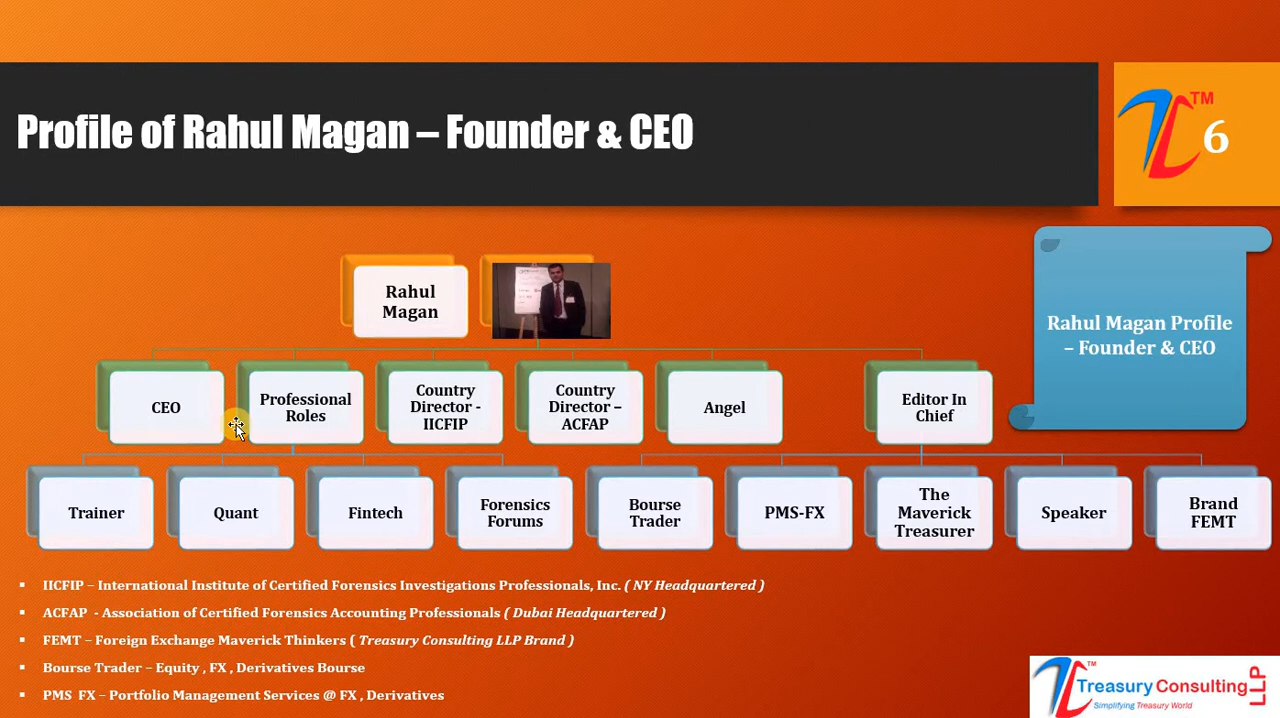 Profile of Rahul Magan – Founder & CEO
TM
6
Rahul
Magan
Rahul Magan Profile
– Founder & CEO
CEO
Professional
Roles
Country
Director -
IICFIP
Country
Director –
ACFAP
Angel
Editor In
Chief
Trainer
Quant
Fintech
Forensics
Forums
Bourse
Trader
PMS-FX
The
Maverick
Treasurer
Speaker
Brand
FEMT
▪ IICFIP – International Institute of Certified Forensics Investigations Professionals, Inc. ( NY Headquartered )
▪ ACFAP - Association of Certified Forensics Accounting Professionals ( Dubai Headquartered )
▪ FEMT – Foreign Exchange Maverick Thinkers ( Treasury Consulting LLP Brand )
▪ Bourse Trader – Equity , FX , Derivatives Bourse
▪ PMS FX – Portfolio Management Services @ FX , Derivatives
TM
Treasury Consulting LLP
Simplifying Treasury World